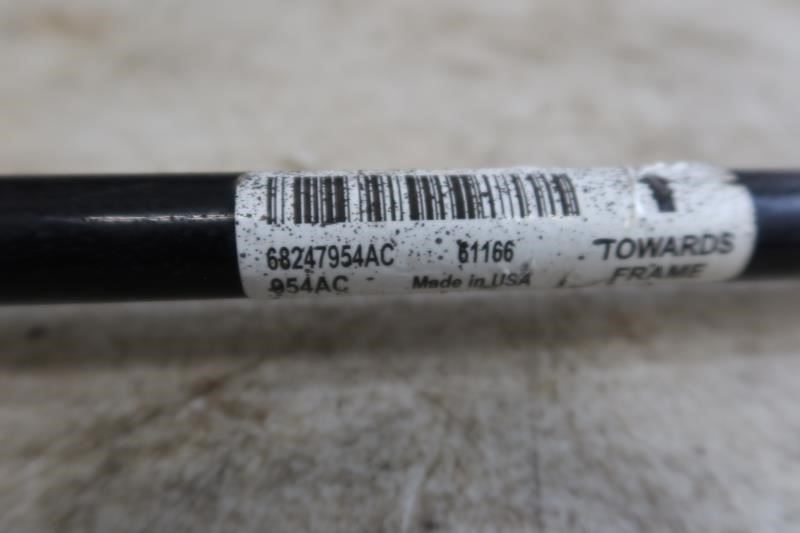 68247954AC 61166
954AC Made in USA
TOWARDS
FRAME